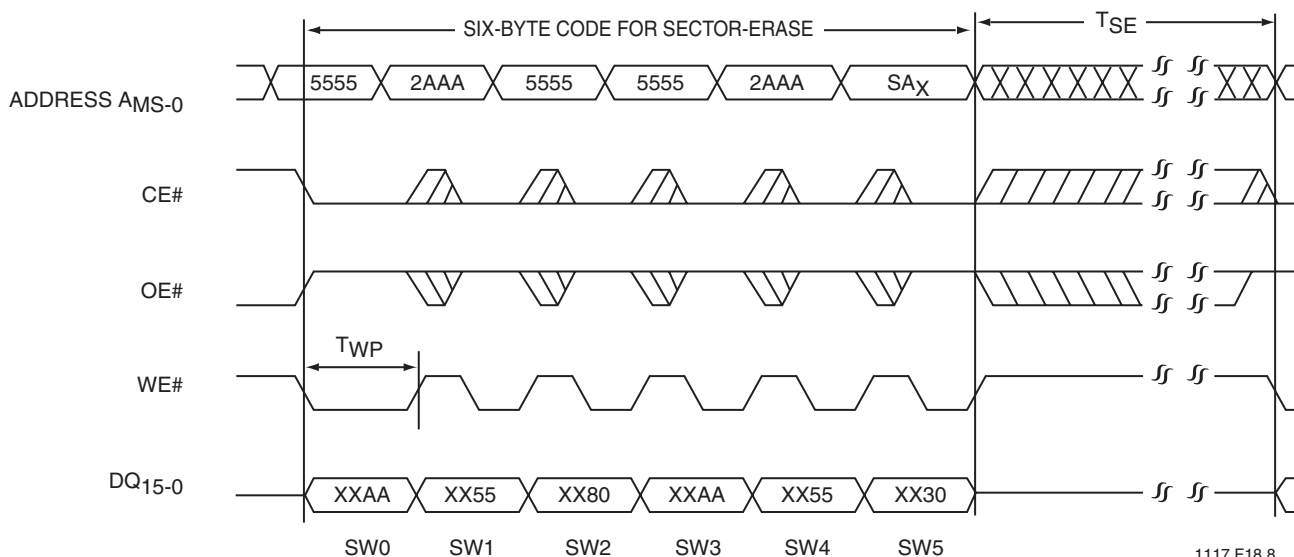 SIX-BYTE CODE FOR SECTOR-ERASE
TSE
ADDRESS AMS-0
5555 2AAA 5555 5555 2AAA SAX
CE#
OE#
TWP
WE#
DQ15-0
XXAA XX55 XX80 XXAA XX55 XX30
SW0 SW1 SW2 SW3 SW4 SW5
1117 F18.8